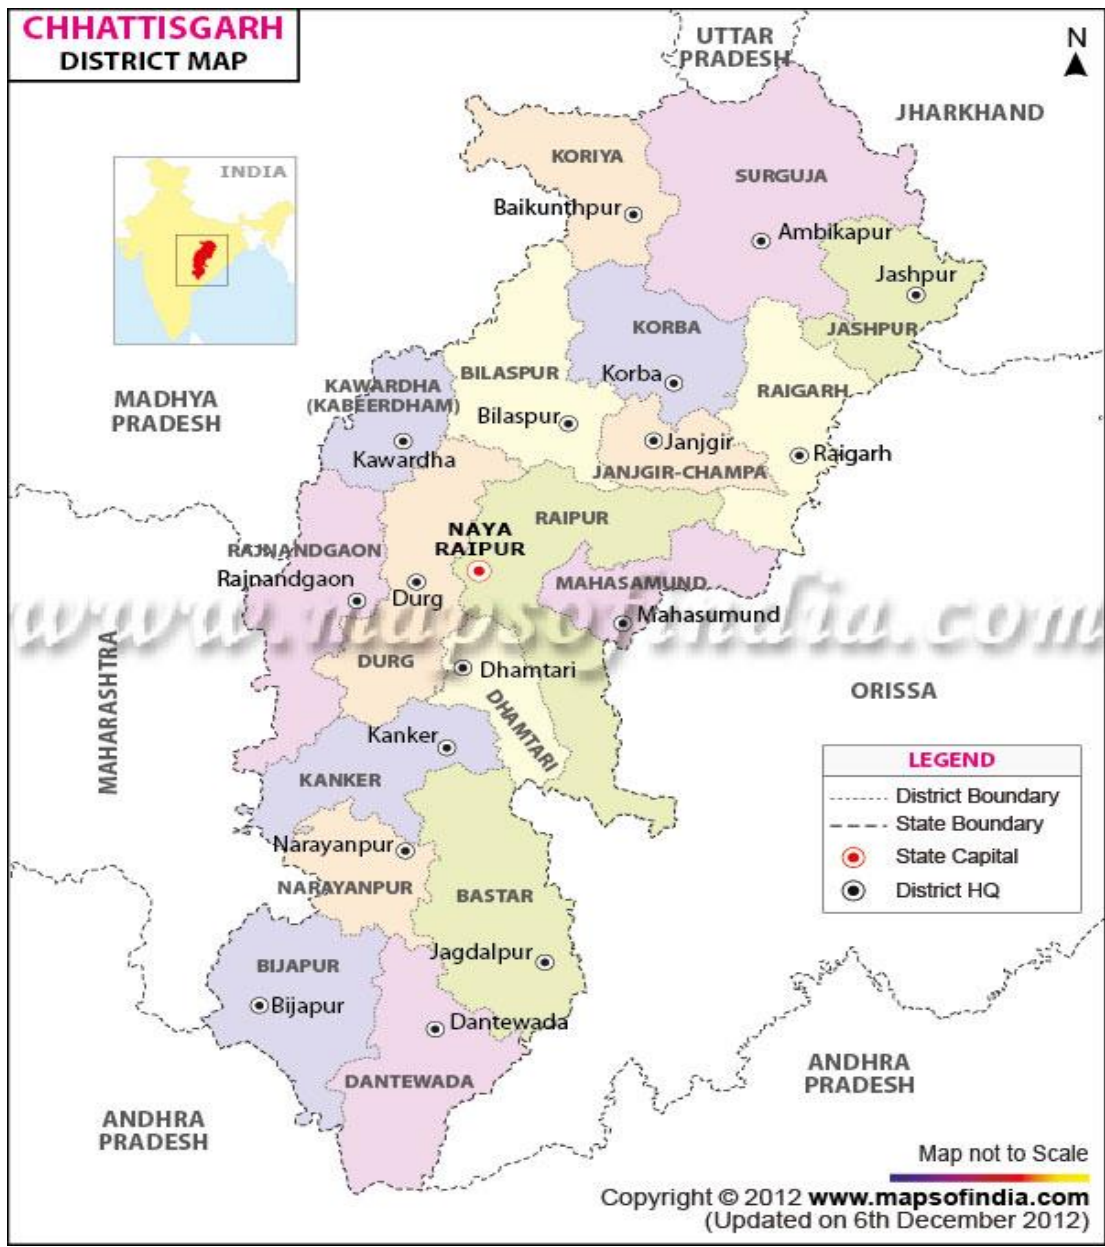 CHHATTISGARH
DISTRICT MAP
UTTAR
PRADESH
N
JHARKHAND
KORIYA
INDIA
SURGUJA
Baikunthpur
Ambikapur
Jashpur
KORBA
JASHPUR
BILASPUR
Korba
KAWARDHA
(KABEERDHAM)
RAIGARH
MADHYA
PRADESH
Bilaspur
Janjgir
Raigarh
Kawardha
JANJGIR-CHAMPA
RAIPUR
NAYA
RAIPUR
RAJNANDGAON
Rajnandgaon
MAHASAMUND
Durg
Mahasumund
www.mapsofindia.com
DURG
Dhamtari
MAHARASHTRA
ORISSA
DHAMTARI
Kanker
KANKER
LEGEND
District Boundary
State Boundary
State Capital
District HQ
Narayanpur
NARAYANPUR
BASTAR
Jagdalpur
BIJAPUR
Bijapur
Dantewada
DANTEWADA
ANDHRA
PRADESH
ANDHRA
PRADESH
Map not to Scale
Copyright © 2012 www.mapsofindia.com
(Updated on 6th December 2012)